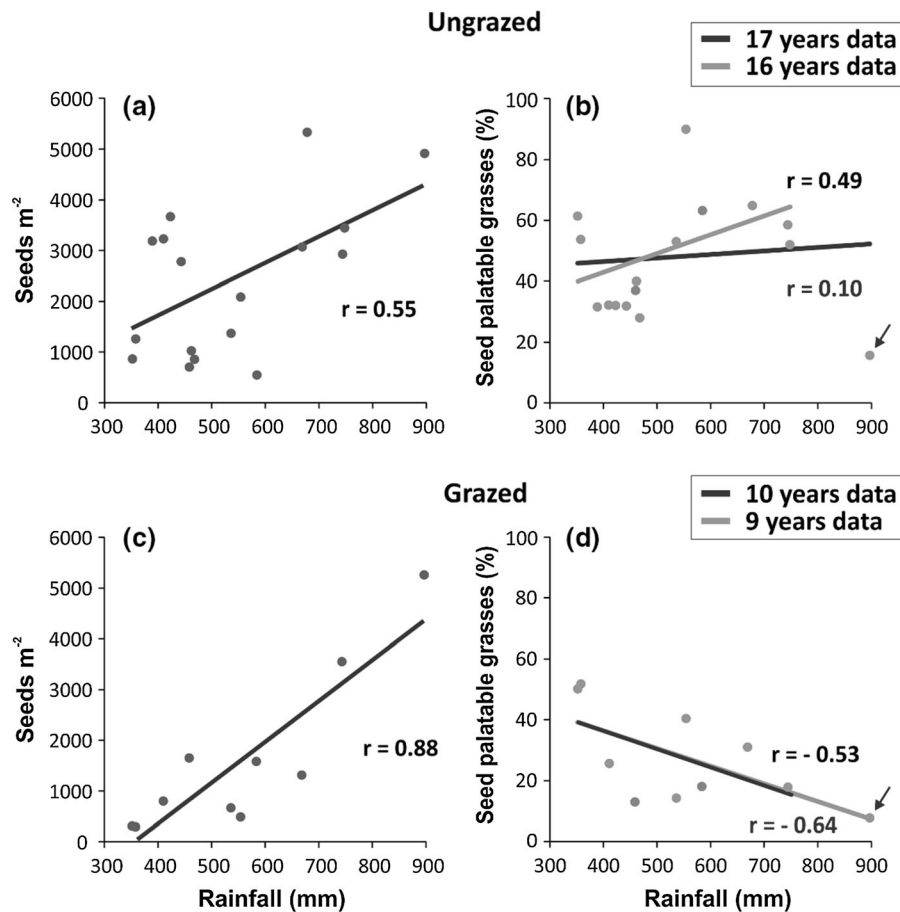 Ungrazed
17 years data
16 years data
(a)
Seeds m⁻²
6000
5000
4000
3000
2000
1000
0
300 400 500 600 700 800 900
r = 0.55
(b)
Seed palatable grasses (%)
100
80
60
40
20
0
300 400 500 600 700 800 900
r = 0.49
r = 0.10
Grazed
10 years data
9 years data
(c)
Seeds m⁻²
6000
5000
4000
3000
2000
1000
0
300 400 500 600 700 800 900
r = 0.88
Rainfall (mm)
(d)
Seed palatable grasses (%)
100
80
60
40
20
0
300 400 500 600 700 800 900
r = - 0.53
r = - 0.64
Rainfall (mm)